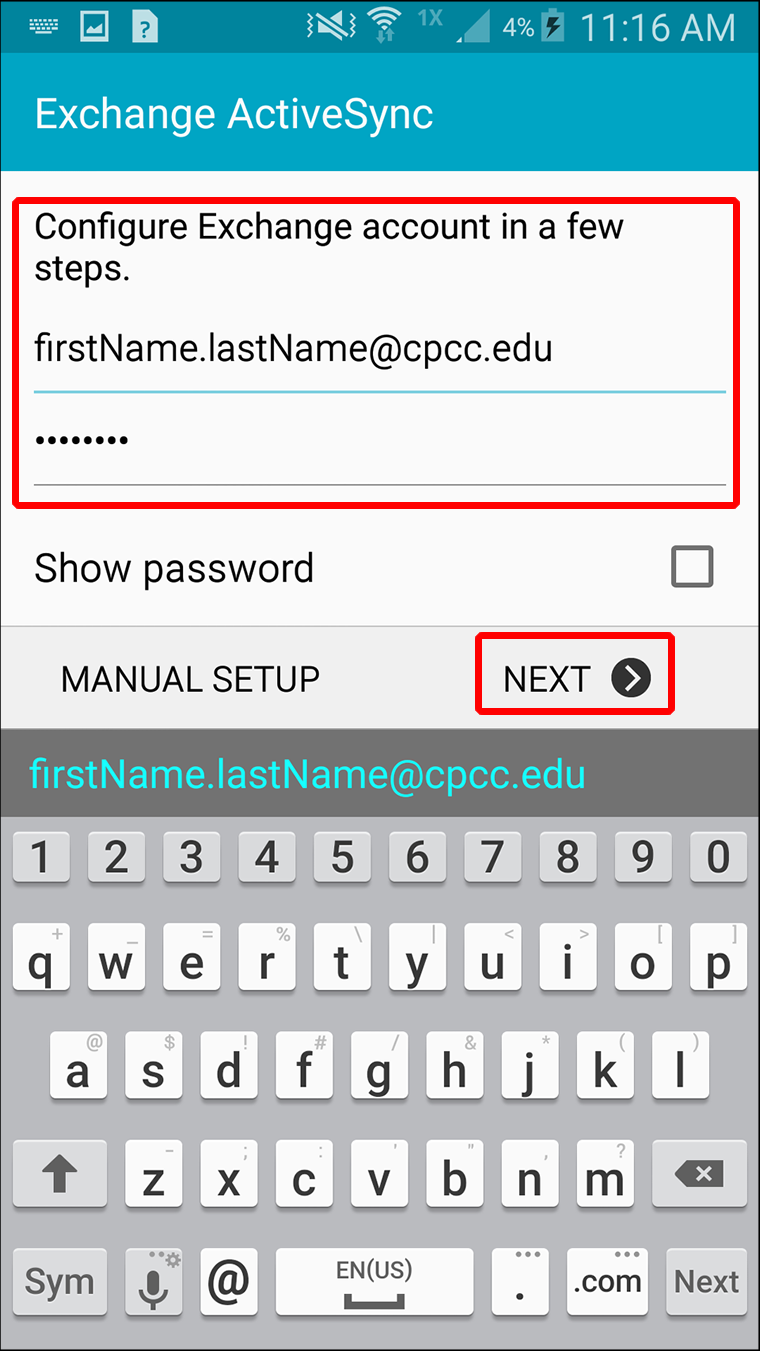 1X 4% 11:16 AM
Exchange ActiveSync
Configure Exchange account in a few
steps.
firstName.lastName@cpcc.edu
••••••••
Show password
MANUAL SETUP NEXT
firstName.lastName@cpcc.edu
1 2 3 4 5 6 7 8 9 0
+ _ = % \ | < > [ ]
q w e r t y u i o p
@ $ ! # / & * ( )
a s d f g h j k l
- ; : ' " , ?
z x c v b n m
Sym @ EN(US) . .com Next